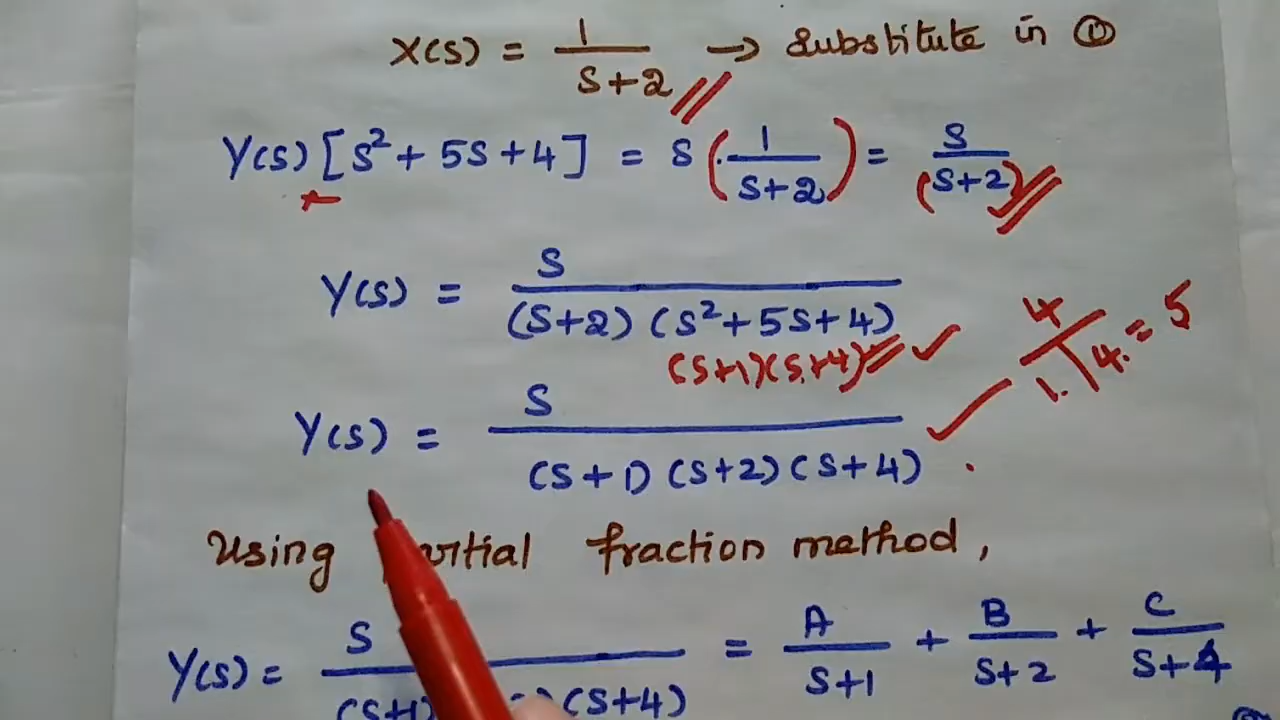 X(S) = 1/(S+2) → Substitute in ①
Y(S) [S² + 5S + 4] = S (1/(S+2)) = S/(S+2)
Y(S) = S/((S+2) (S² + 5S + 4))
(S+1)(S+4)
4 / 1. 4. = 5
Y(S) = S/((S+1) (S+2) (S+4))
Using fraction method,
Y(S) = S/((S+1) (S+4)) = A/(S+1) + B/(S+2) + C/(S+4)